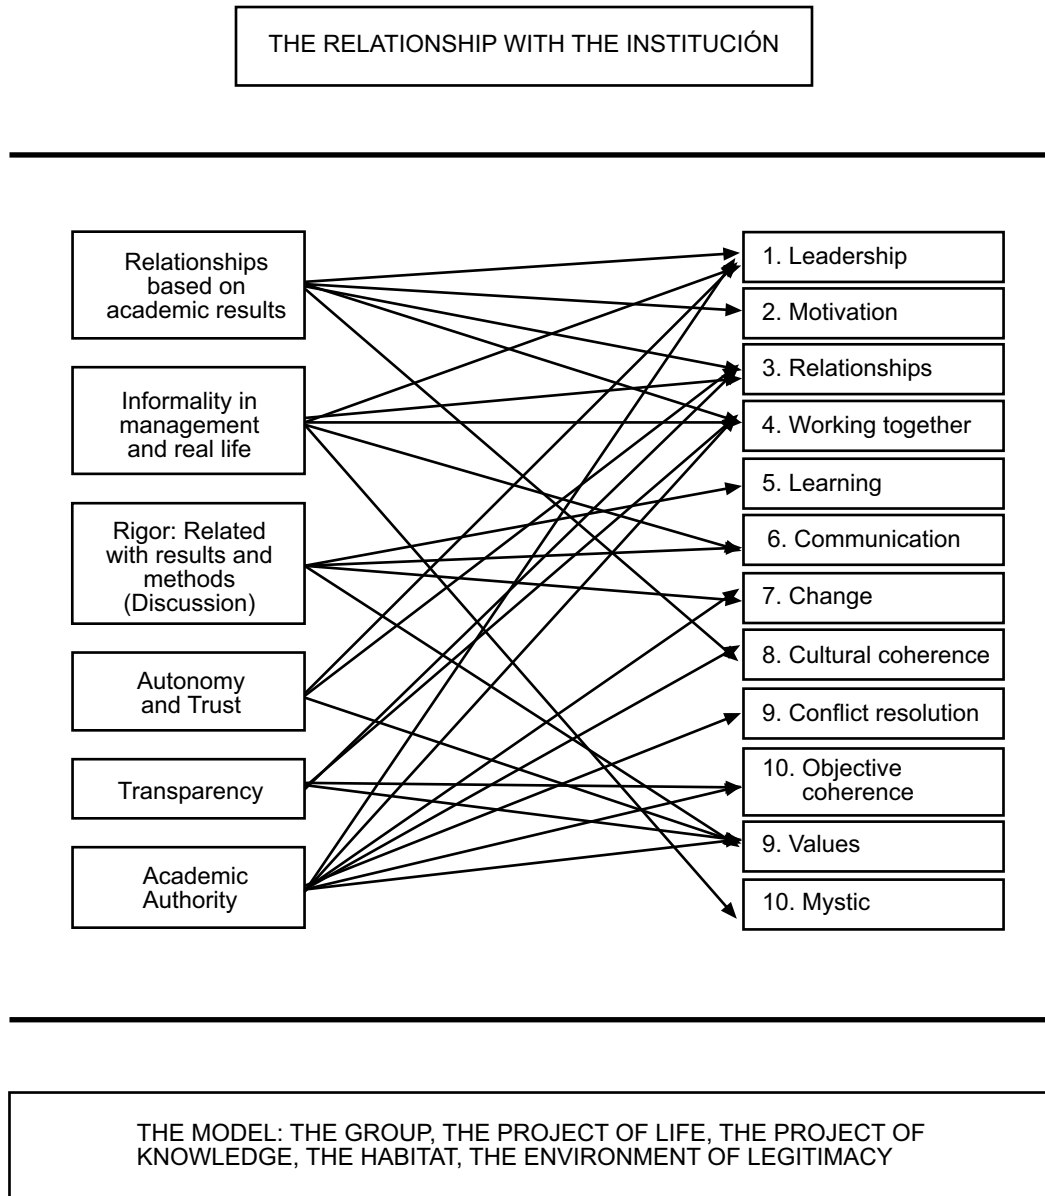 THE RELATIONSHIP WITH THE INSTITUCIÓN
Relationships
based on
academic results
Informality in
management
and real life
Rigor: Related
with results and
methods
(Discussion)
Autonomy
and Trust
Transparency
Academic
Authority
1. Leadership
2. Motivation
3. Relationships
4. Working together
5. Learning
6. Communication
7. Change
8. Cultural coherence
9. Conflict resolution
10. Objective
coherence
9. Values
10. Mystic
THE MODEL: THE GROUP, THE PROJECT OF LIFE, THE PROJECT OF
KNOWLEDGE, THE HABITAT, THE ENVIRONMENT OF LEGITIMACY